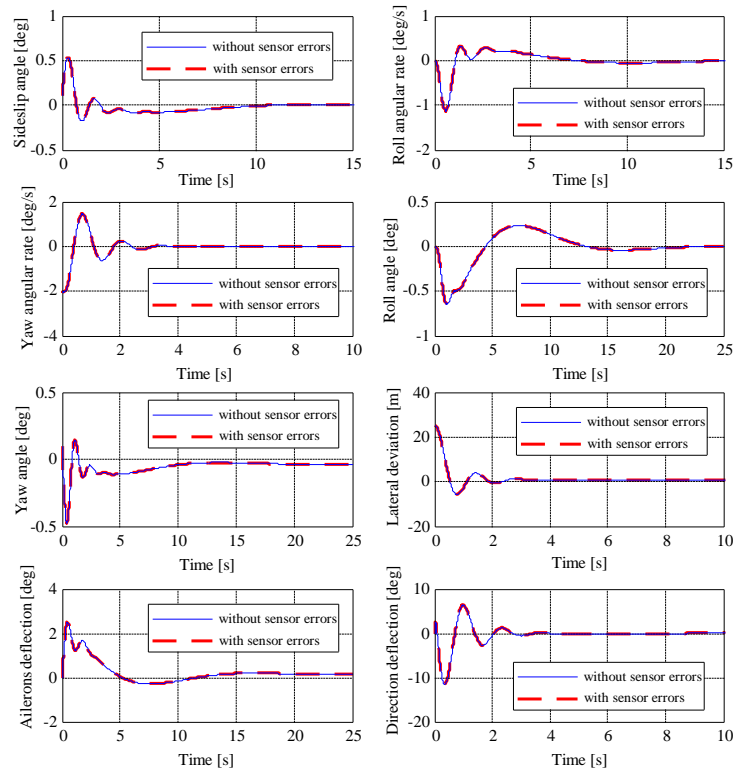 Sideslip angle [deg]
1
0.5
0
-0.5
0
5
10
15
Time [s]
without sensor errors
with sensor errors
Roll angular rate [deg/s]
1
0
-1
-2
0
5
10
15
Time [s]
without sensor errors
with sensor errors
Yaw angular rate [deg/s]
2
0
-2
-4
0
2
4
6
8
10
Time [s]
without sensor errors
with sensor errors
Roll angle [deg]
0.5
0
-0.5
-1
0
5
10
15
20
25
Time [s]
without sensor errors
with sensor errors
Yaw angle [deg]
0.5
0
-0.5
0
5
10
15
20
25
Time [s]
without sensor errors
with sensor errors
Lateral deviation [m]
40
20
0
-20
0
2
4
6
8
10
Time [s]
without sensor errors
with sensor errors
Ailerons deflection [deg]
4
2
0
-2
0
5
10
15
20
25
Time [s]
without sensor errors
with sensor errors
Direction deflection [deg]
10
0
-10
-20
0
2
4
6
8
10
Time [s]
without sensor errors
with sensor errors